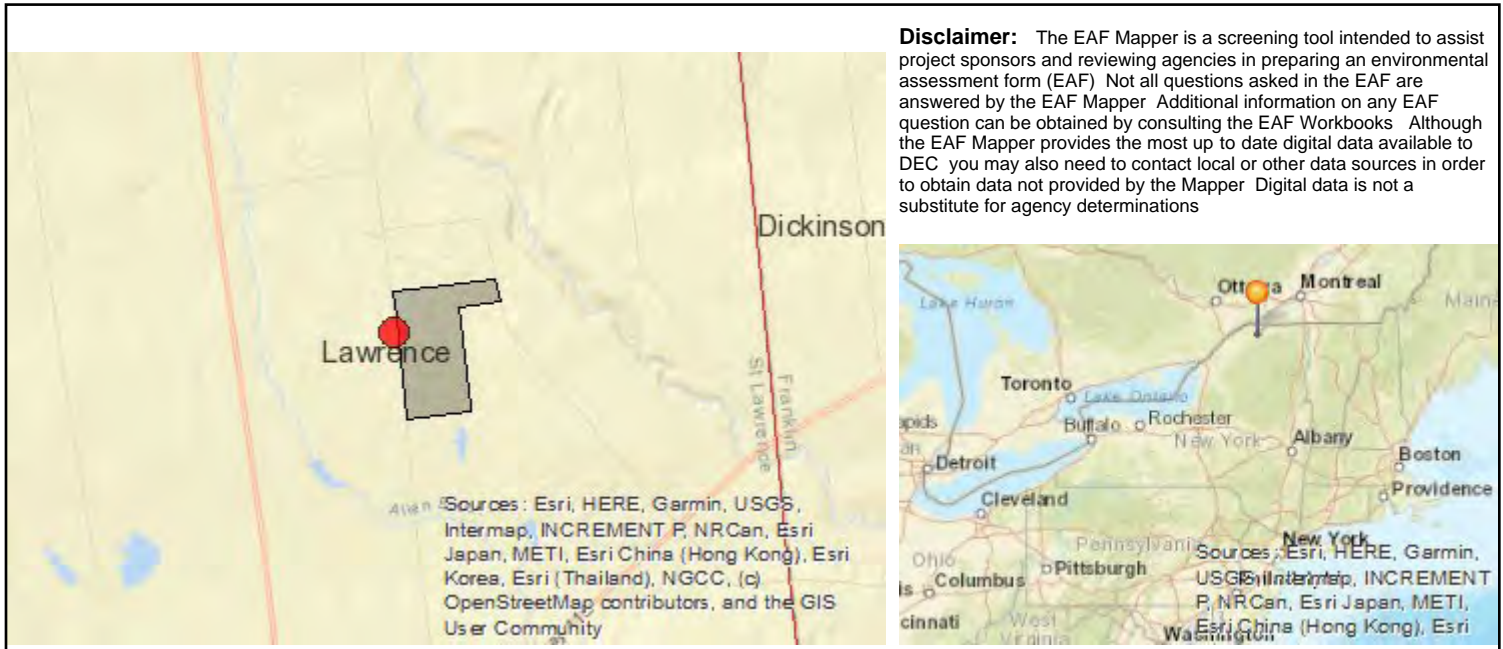 Disclaimer: The EAF Mapper is a screening tool intended to assist
project sponsors and reviewing agencies in preparing an environmental
assessment form (EAF) Not all questions asked in the EAF are
answered by the EAF Mapper Additional information on any EAF
question can be obtained by consulting the EAF Workbooks Although
the EAF Mapper provides the most up to date digital data available to
DEC you may also need to contact local or other data sources in order
to obtain data not provided by the Mapper Digital data is not a
substitute for agency determinations
Dickinson
Lawrence
St Lawrence
Franklin
Sources: Esri, HERE, Garmin, USGS,
Intermap, INCREMENT P, NRCan, Esri
Japan, METI, Esri China (Hong Kong), Esri
Korea, Esri (Thailand), NGCC, (c)
OpenStreetMap contributors, and the GIS
User Community
Montreal
Lake Huron
Toronto
Lake Ontario
Buffalo
Rochester
New York
Albany
Boston
Detroit
Providence
Cleveland
New York
Pennsylvania
Pittsburgh
Ohio
Columbus
West
Virginia
Sources: Esri, HERE, Garmin,
INCREMENT
P, NRCan, Esri Japan, METI,
Esri China (Hong Kong), Esri